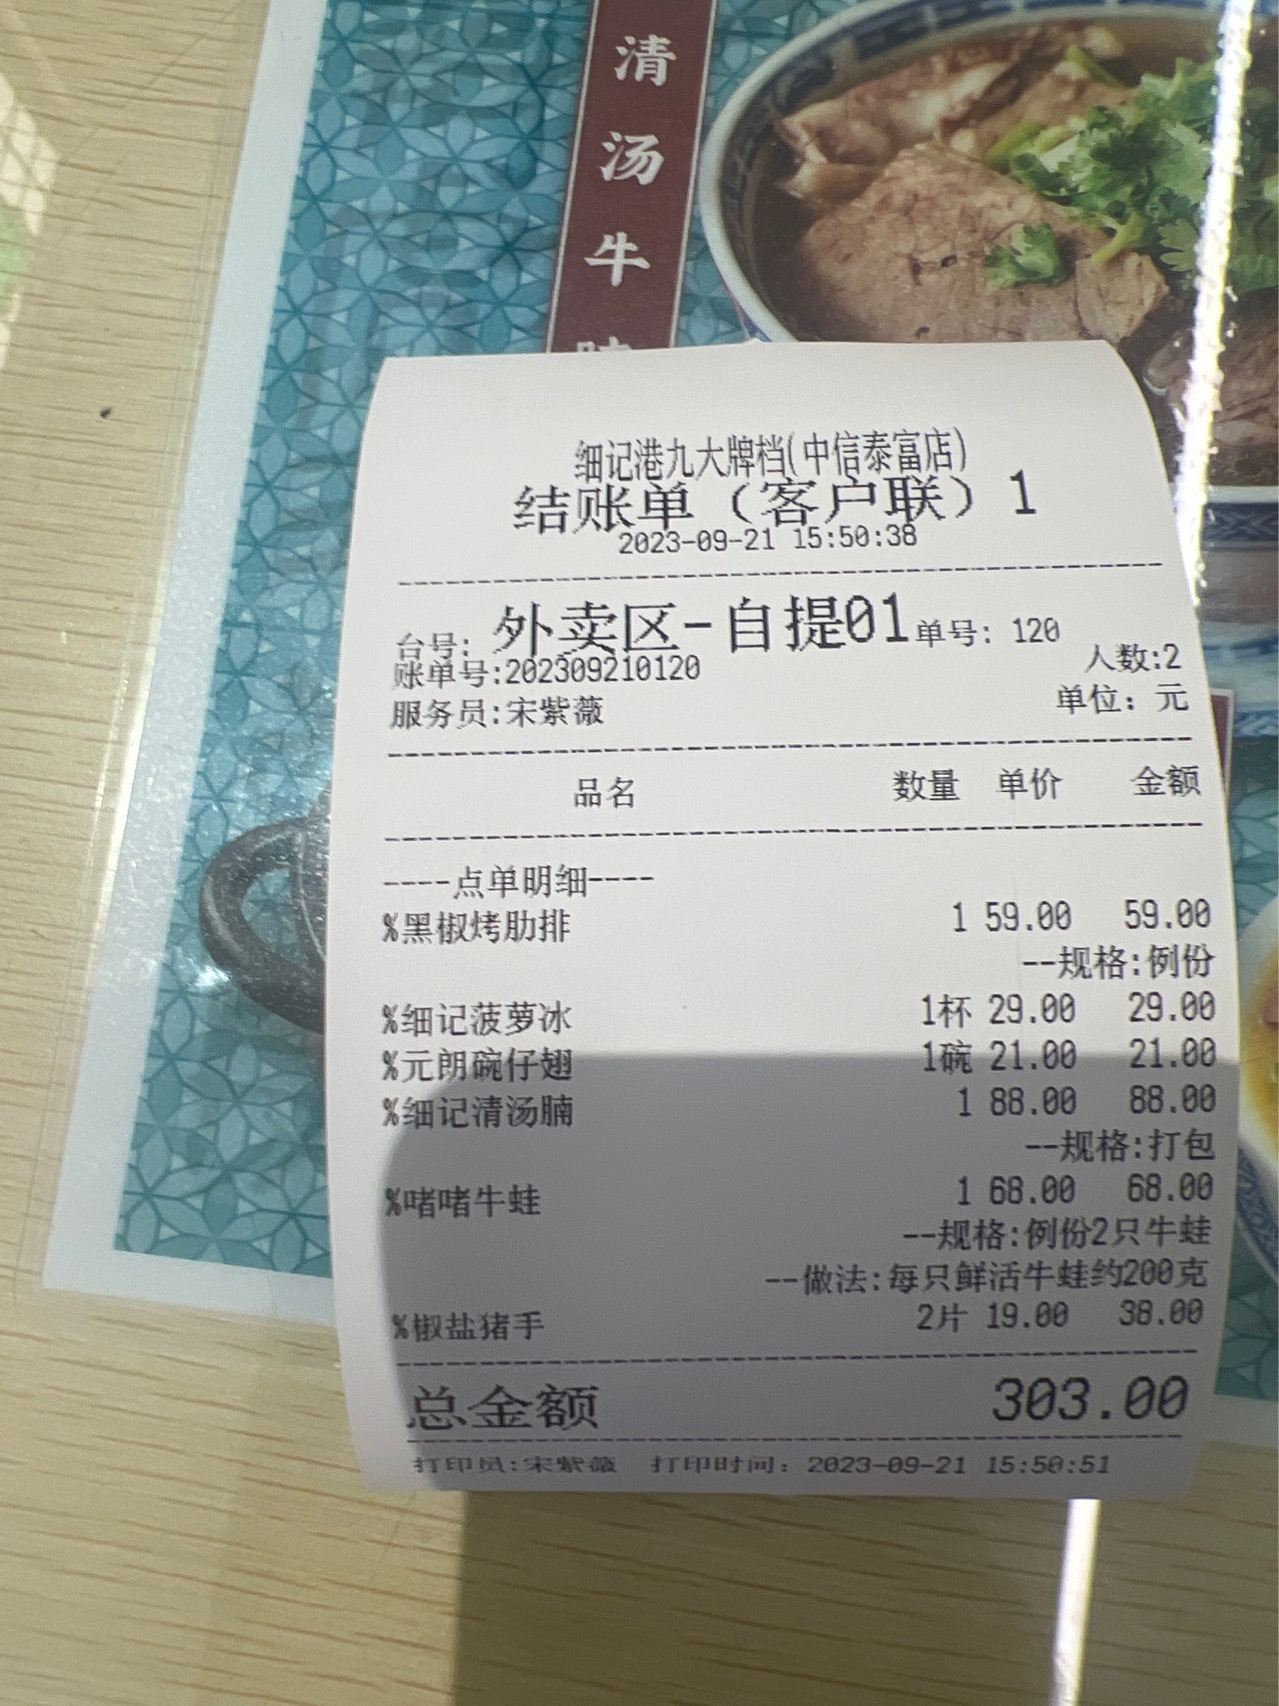 清汤牛
细记港九大牌档(中信泰富店)
结账单（客户联）1
2023-09-21 15:50:38
台号: 外卖区-自提01 单号: 120
账单号:202309210120 人数:2
服务员:宋紫薇 单位: 元
品名 数量 单价 金额
----点单明细----
%黑椒烤肋排 1 59.00 59.00
--规格:例份
%细记菠萝冰 1杯 29.00 29.00
%元朗碗仔翅 1碗 21.00 21.00
%细记清汤腩 1 88.00 88.00
--规格:打包
%啫啫牛蛙 1 68.00 68.00
--规格:例份2只牛蛙
--做法:每只鲜活牛蛙约200克
%椒盐猪手 2片 19.00 38.00
总金额 303.00
打印员:宋紫薇 打印时间: 2023-09-21 15:50:51